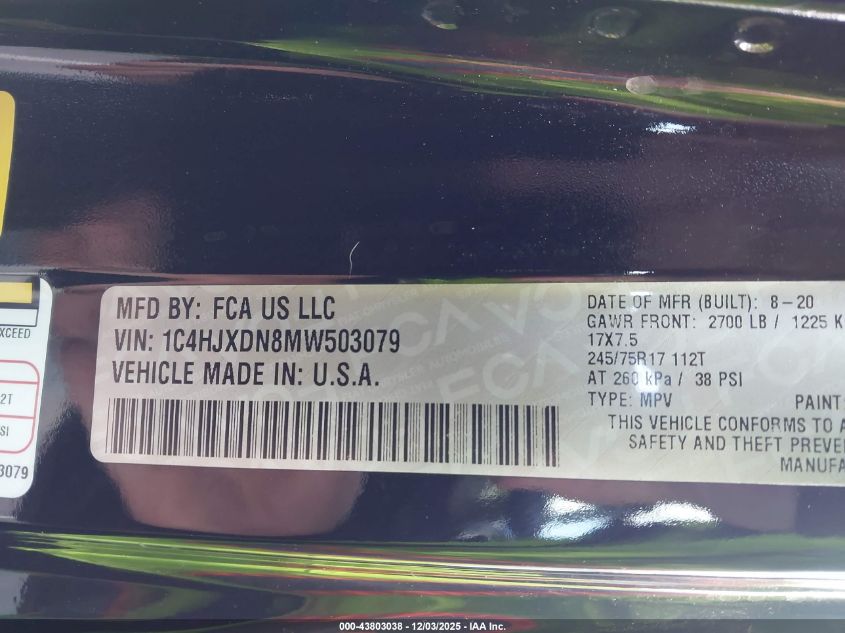 MFD BY: FCA US LLC
VIN: 1C4HJXDN8MW503079
VEHICLE MADE IN: U.S.A.
DATE OF MFR (BUILT): 8-20
GAWR FRONT: 2700 LB / 1225 K
17X7.5
245/75R17 112T
AT 260 kPa / 38 PSI
TYPE: MPV PAINT:
THIS VEHICLE CONFORMS TO A
SAFETY AND THEFT PREVE
MANUFA
EXCEED
2T
SI
3079
000-43803038 - 12/03/2025 - IAA Inc.